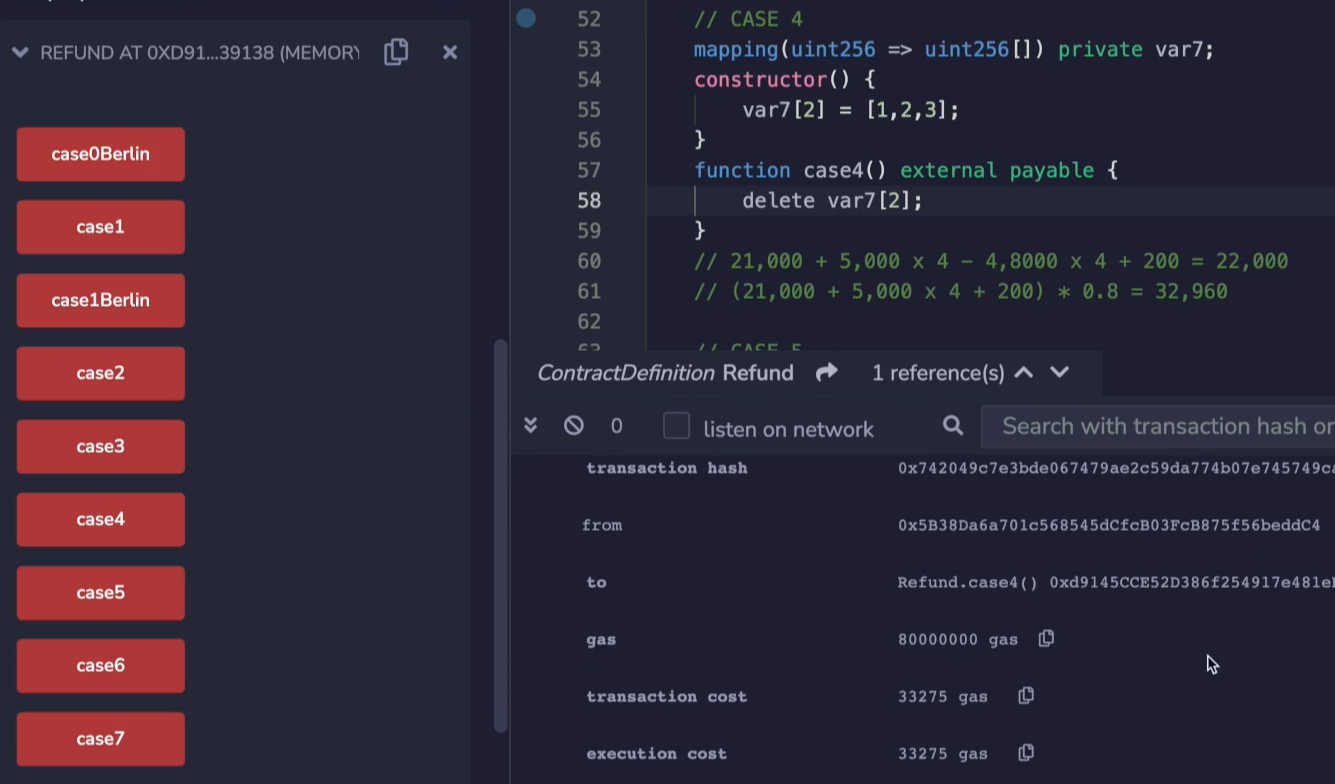 REFUND AT 0XD91...39138 (MEMORY
case0Berlin
case1
case1Berlin
case2
case3
case4
case5
case6
case7
52 // CASE 4
53 mapping(uint256 => uint256[]) private var7;
54 constructor() {
55 var7[2] = [1,2,3];
56 }
57 function case4() external payable {
58 delete var7[2];
59 }
60 // 21,000 + 5,000 x 4 - 4,8000 x 4 + 200 = 22,000
61 // (21,000 + 5,000 x 4 + 200) * 0.8 = 32,960
62
63 // CASE 5
ContractDefinition Refund 1 reference(s)
0 listen on network Search with transaction hash or
transaction hash 0x742049c7e3bde067479ae2c59da774b07e745749ca
from 0x5B38Da6a701c568545dCfcB03FcB875f56beddC4
to Refund.case4() 0xd9145CCE52D386f254917e481e
gas 80000000 gas
transaction cost 33275 gas
execution cost 33275 gas